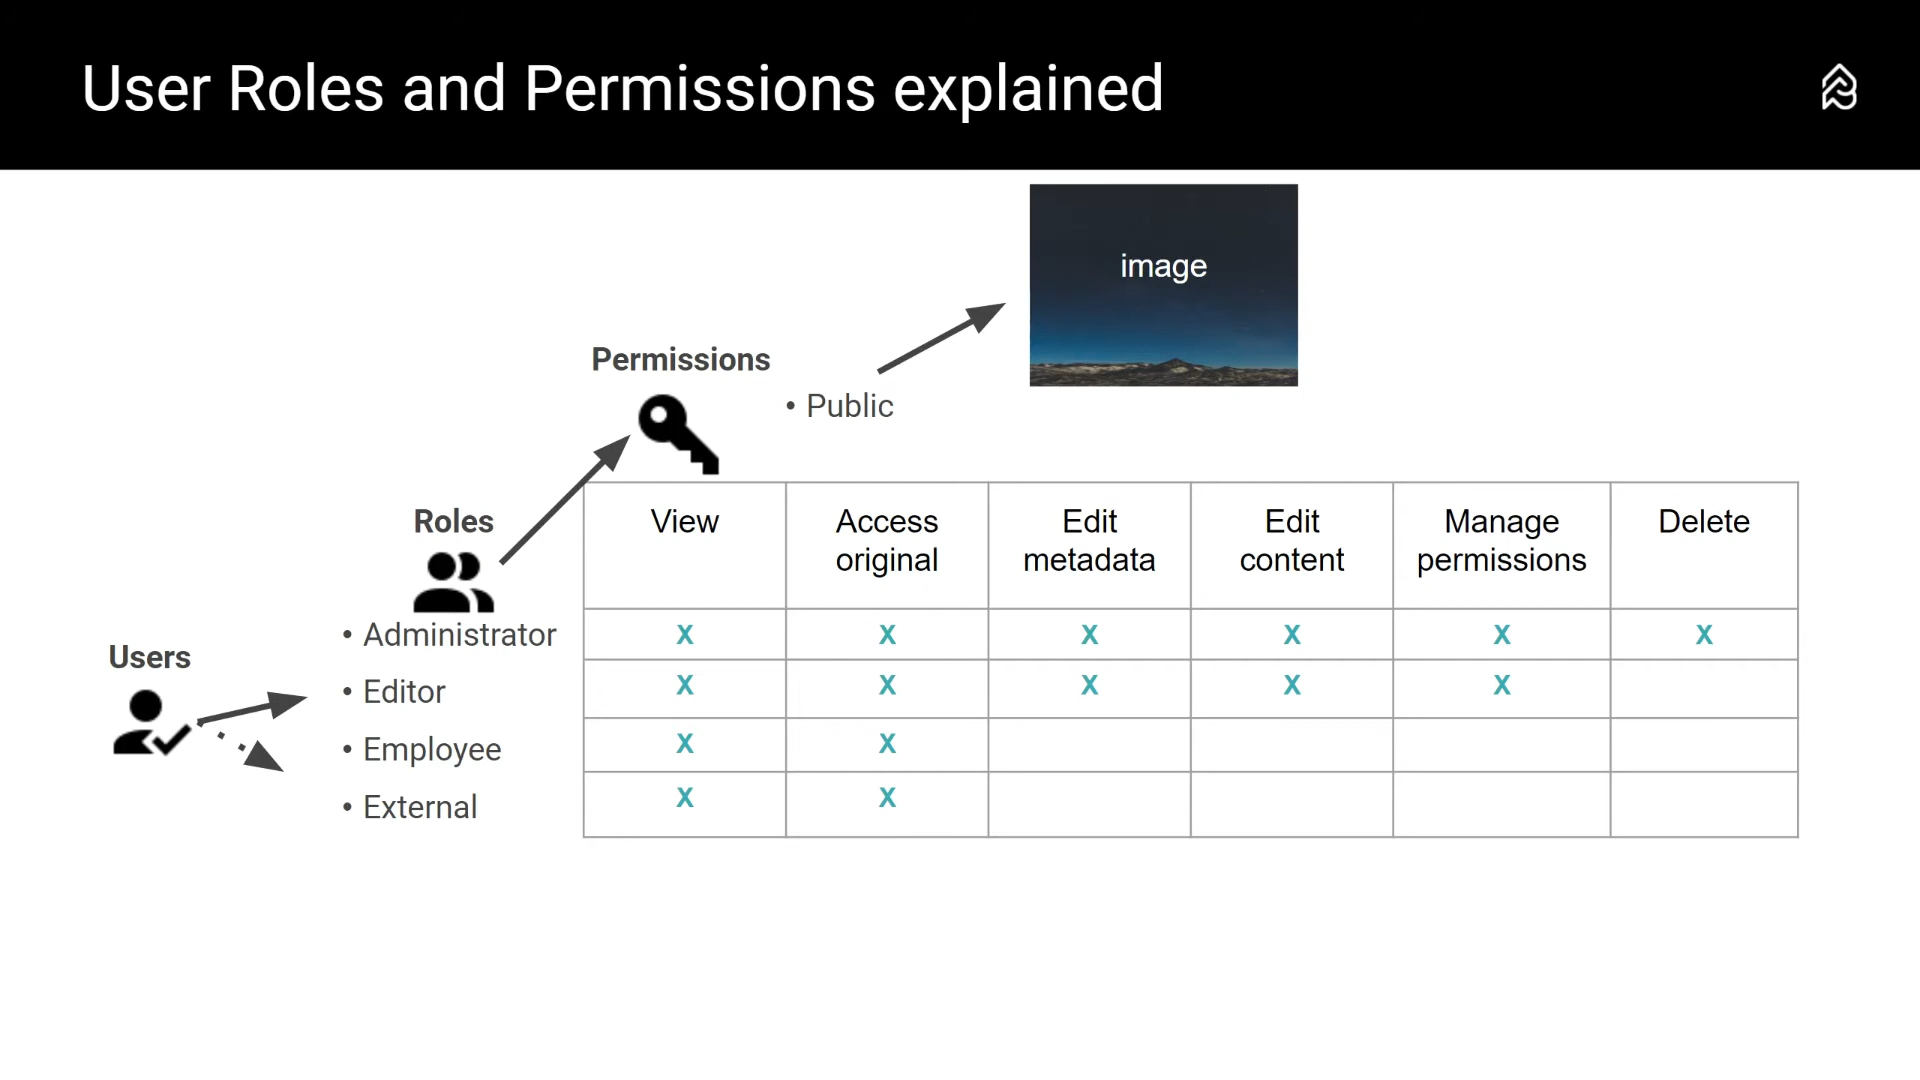 User Roles and Permissions explained
image
Permissions
• Public
Roles
View
Access original
Edit metadata
Edit content
Manage permissions
Delete
Users
• Administrator X X X X X X
• Editor X X X X X
• Employee X X
• External X X